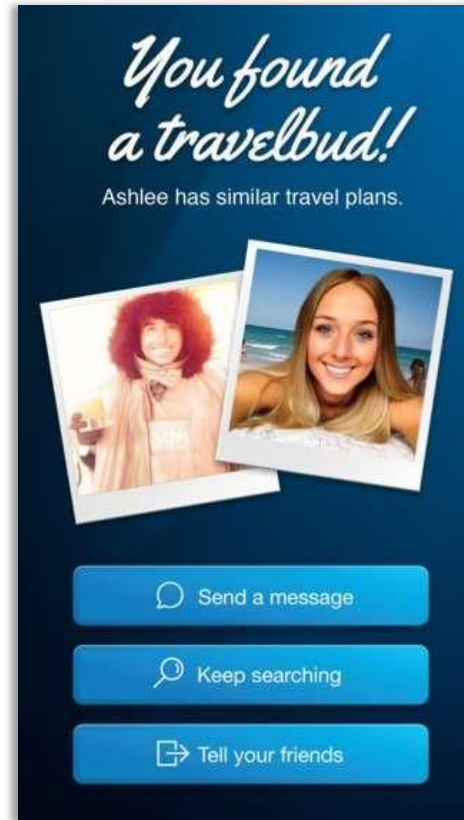 You found
a travelbud!
Ashlee has similar travel plans.
Send a message
Keep searching
Tell your friends